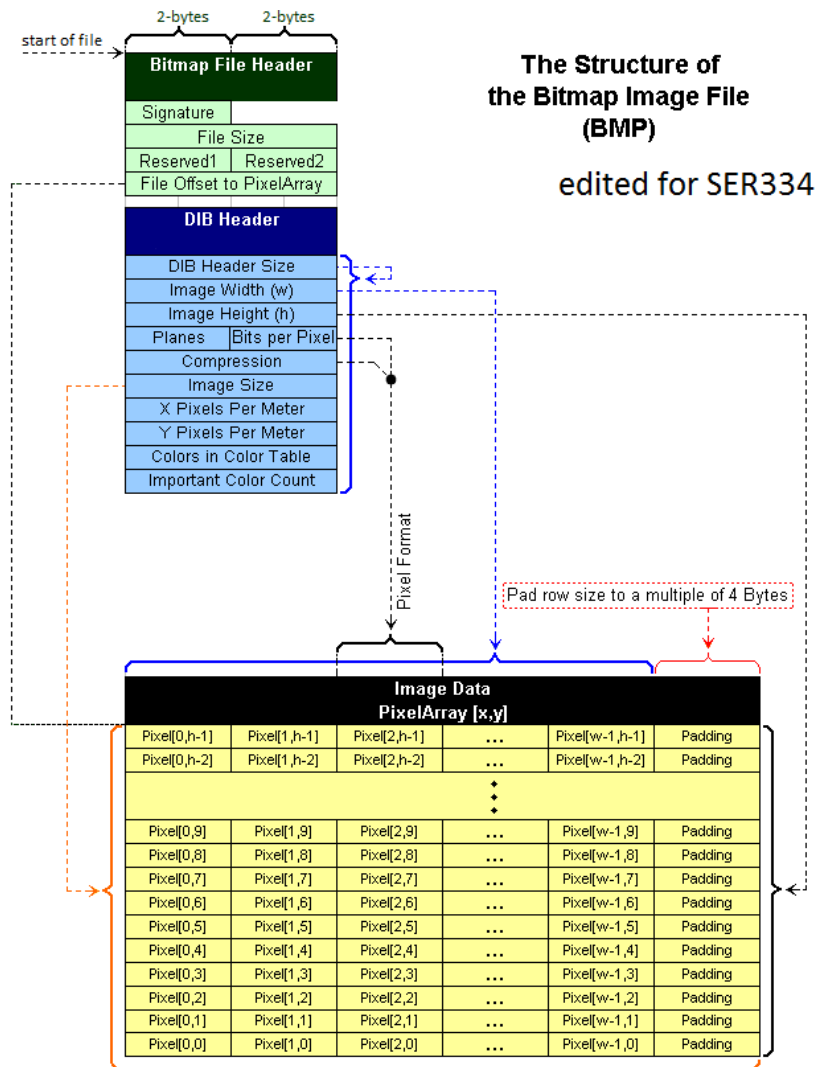 2-bytes 2-bytes
start of file
Bitmap File Header
The Structure of
the Bitmap Image File
(BMP)
edited for SER334
Signature
File Size
Reserved1 Reserved2
File Offset to PixelArray
DIB Header
DIB Header Size
Image Width (w)
Image Height (h)
Planes Bits per Pixel
Compression
Image Size
X Pixels Per Meter
Y Pixels Per Meter
Colors in Color Table
Important Color Count
Pixel Format
Pad row size to a multiple of 4 Bytes
Image Data
PixelArray [x,y]
Pixel[0,h-1] Pixel[1,h-1] Pixel[2,h-1] ... Pixel[w-1,h-1] Padding
Pixel[0,h-2] Pixel[1,h-2] Pixel[2,h-2] ... Pixel[w-1,h-2] Padding
Pixel[0,9] Pixel[1,9] Pixel[2,9] ... Pixel[w-1,9] Padding
Pixel[0,8] Pixel[1,8] Pixel[2,8] ... Pixel[w-1,8] Padding
Pixel[0,7] Pixel[1,7] Pixel[2,7] ... Pixel[w-1,7] Padding
Pixel[0,6] Pixel[1,6] Pixel[2,6] ... Pixel[w-1,6] Padding
Pixel[0,5] Pixel[1,5] Pixel[2,5] ... Pixel[w-1,5] Padding
Pixel[0,4] Pixel[1,4] Pixel[2,4] ... Pixel[w-1,4] Padding
Pixel[0,3] Pixel[1,3] Pixel[2,3] ... Pixel[w-1,3] Padding
Pixel[0,2] Pixel[1,2] Pixel[2,2] ... Pixel[w-1,2] Padding
Pixel[0,1] Pixel[1,1] Pixel[2,1] ... Pixel[w-1,1] Padding
Pixel[0,0] Pixel[1,0] Pixel[2,0] ... Pixel[w-1,0] Padding